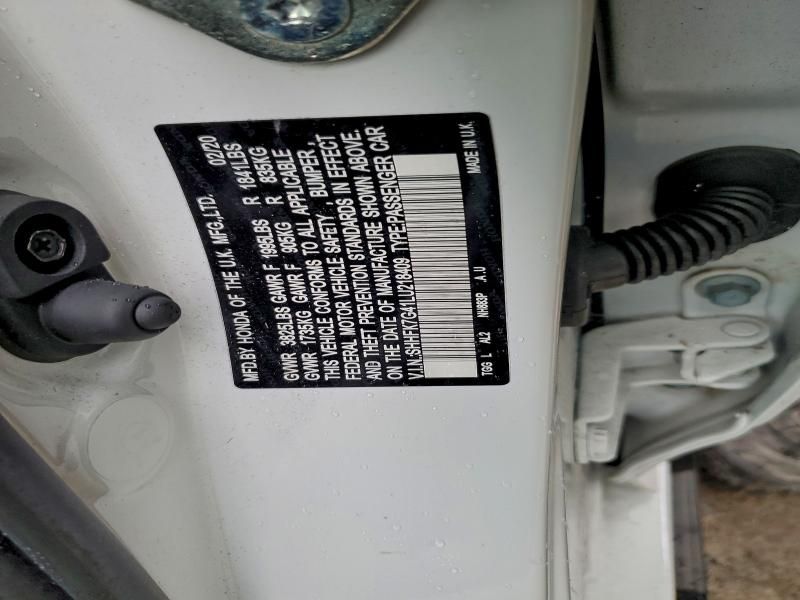 MFD.BY HONDA OF THE U.K. MFG.,LTD. 02/20
GVWR 3825LBS GAWR F 1995LBS R 1841LBS
GVWR 1735KG GAWR F 905KG R 835KG
THIS VEHICLE CONFORMS TO ALL APPLICABLE
FEDERAL MOTOR VEHICLE SAFETY , BUMPER ,
AND THEFT PREVENTION STANDARDS IN EFFECT
ON THE DATE OF MANUFACTURE SHOWN ABOVE.
V.I.N.:SHHFK7G41LU218409 TYPE:PASSENGER CAR
TGG L AL2 NH883P A.U MADE IN U.K.